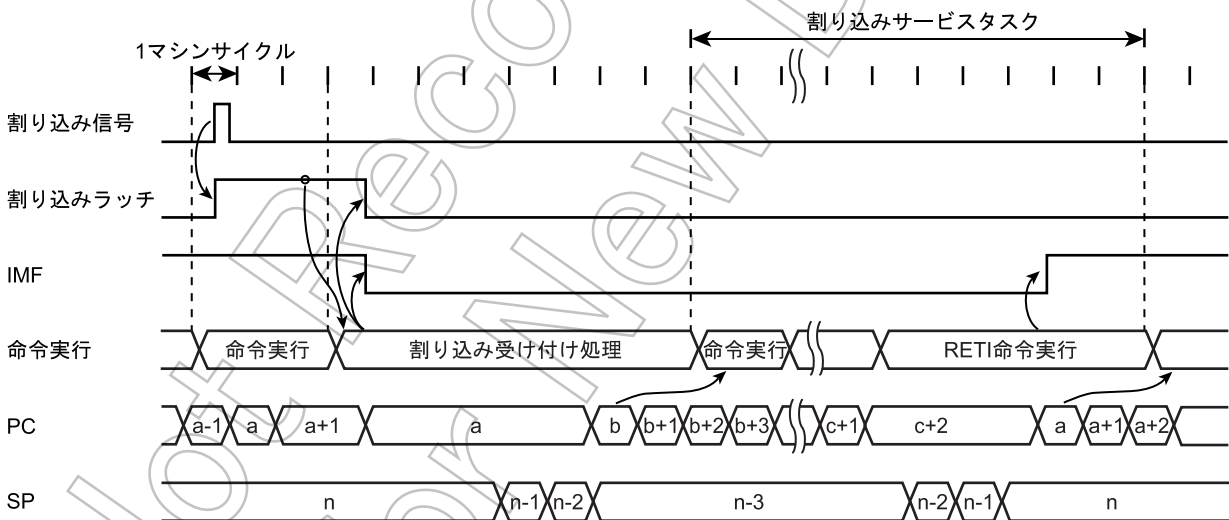 割り込みサービスタスク
1マシンサイクル
割り込み信号
割り込みラッチ
IMF
命令実行 命令実行 割り込み受け付け処理 命令実行 RETI命令実行
PC a-1 a a+1 a b b+1 b+2 b+3 c+1 c+2 a a+1 a+2
SP n n-1 n-2 n-3 n-2 n-1 n